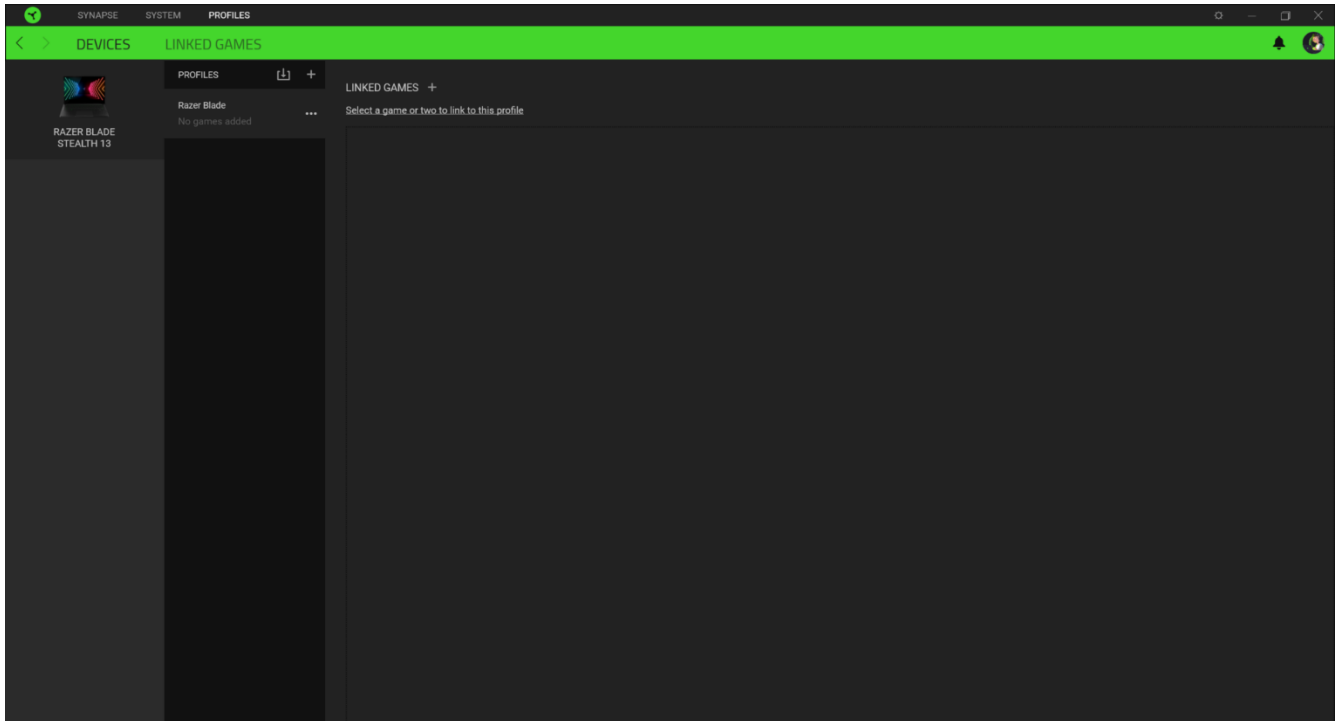 SYNAPSE SYSTEM PROFILES
DEVICES LINKED GAMES
RAZER BLADE
STEALTH 13
PROFILES
Razer Blade
No games added
LINKED GAMES
Select a game or two to link to this profile